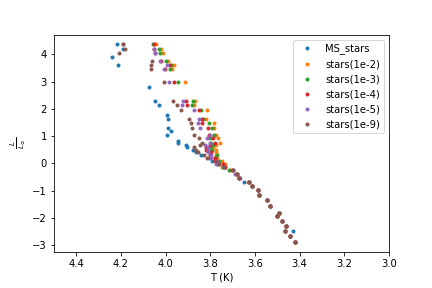 MS_stars
stars(1e-2)
stars(1e-3)
stars(1e-4)
stars(1e-5)
stars(1e-9)
4
3
2
1
0
−1
−2
−3
L
L
4.4 4.2 4.0 3.8 3.6 3.4 3.2 3.0
T (K)